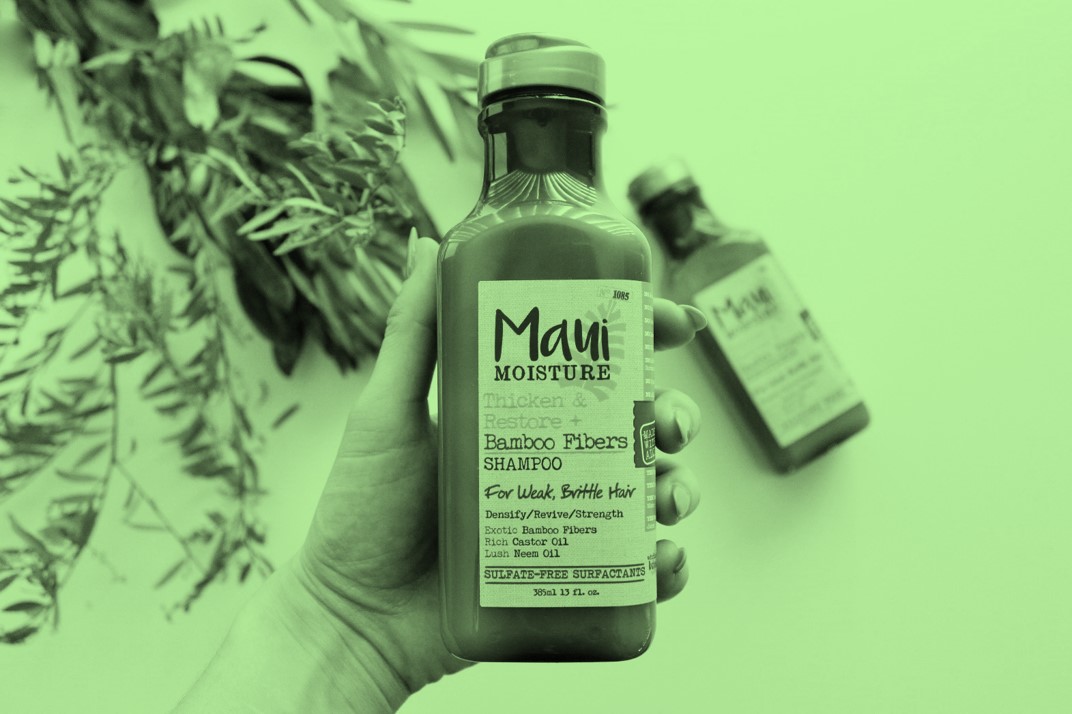 1085
Maui
MOISTURE
Thicken &
Restore +
Bamboo Fibers
SHAMPOO
For Weak, Brittle Hair
Densify/Revive/Strength
Exotic Bamboo Fibers
Rich Castor Oil
Lush Neem Oil
SULFATE-FREE SURFACTANTS
385ml 13 fl. oz.
Maui